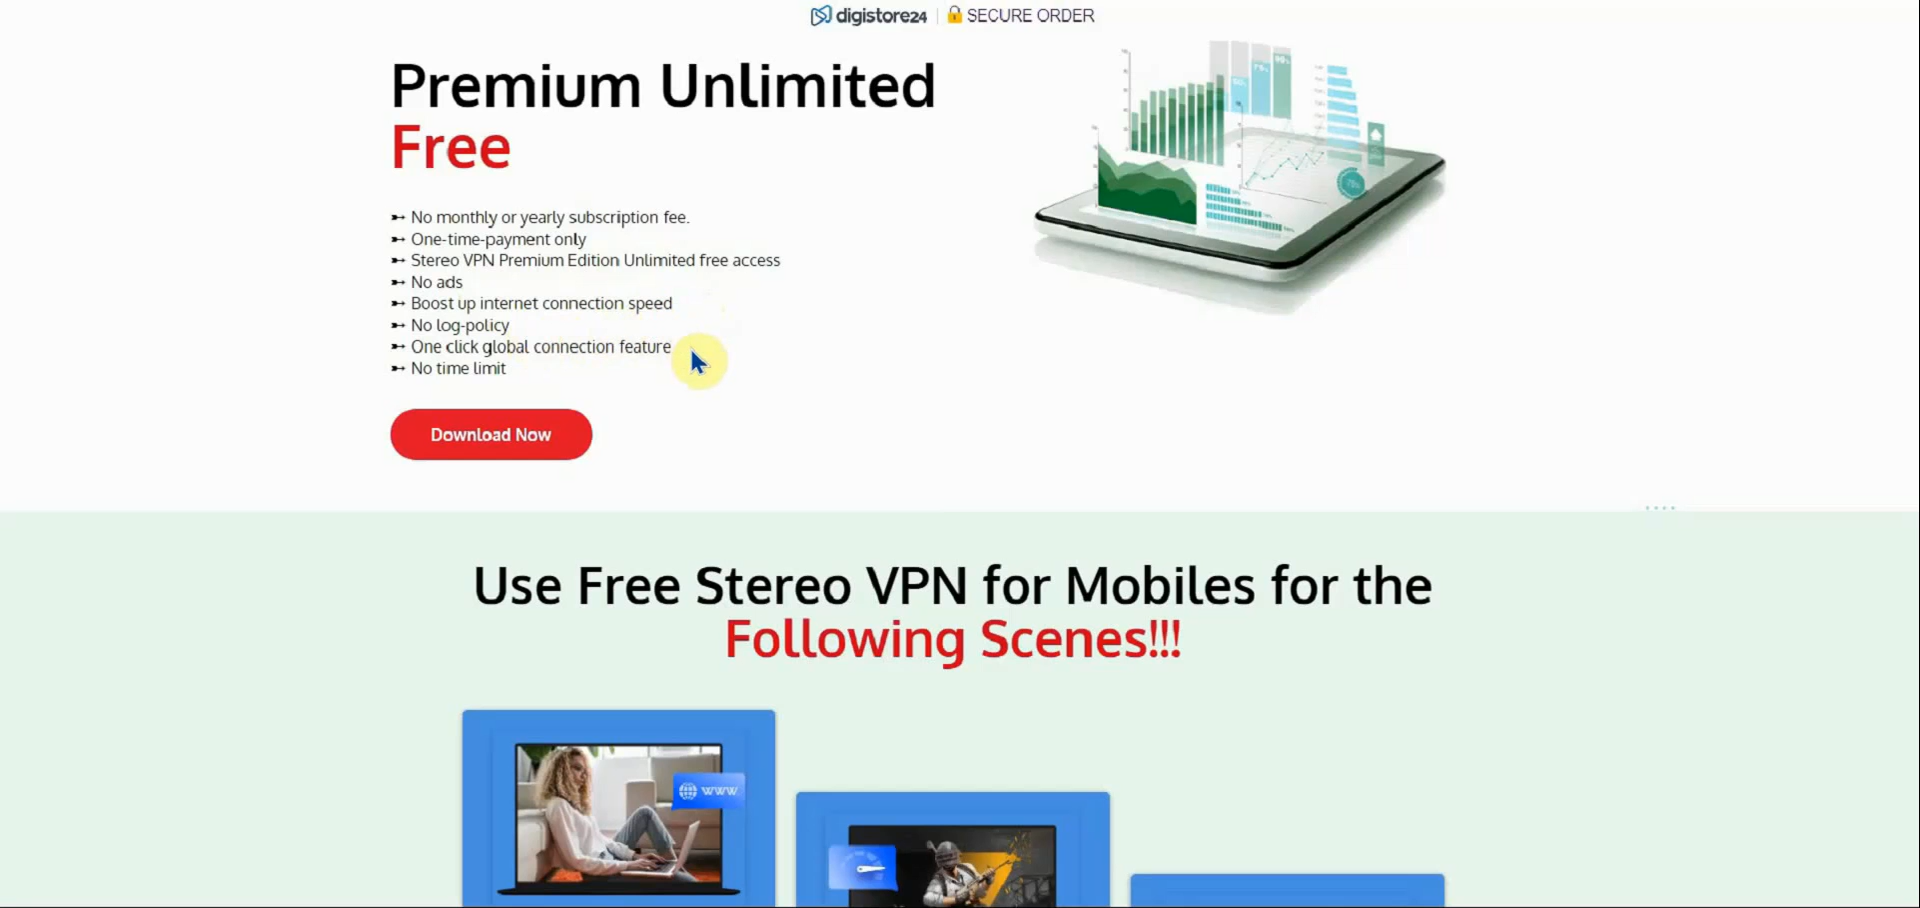 digistore24 SECURE ORDER
Premium Unlimited
Free
No monthly or yearly subscription fee.
One-time-payment only
Stereo VPN Premium Edition Unlimited free access
No ads
Boost up internet connection speed
No log-policy
One click global connection feature
No time limit
Download Now
Use Free Stereo VPN for Mobiles for the
Following Scenes!!!
WWW